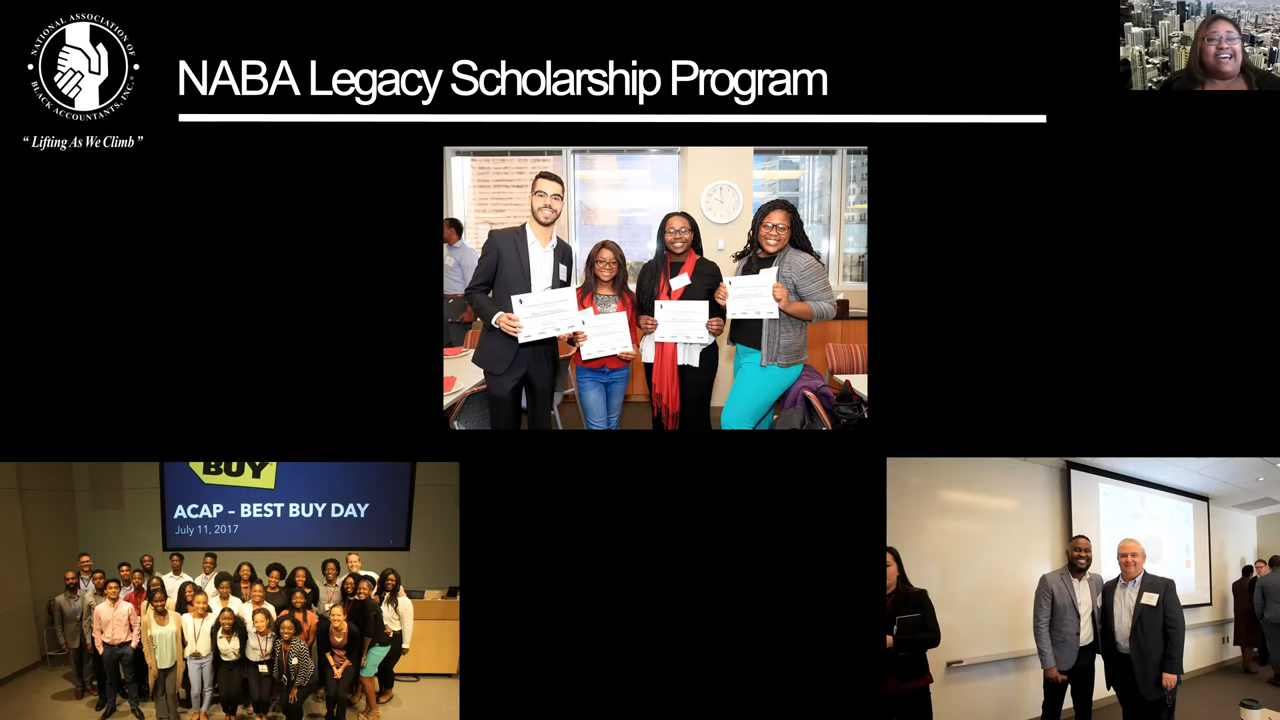 NATIONAL ASSOCIATION OF
BLACK ACCOUNTANTS, INC.®
“ Lifting As We Climb ”
NABA Legacy Scholarship Program
BUY
ACAP – BEST BUY DAY
July 11, 2017